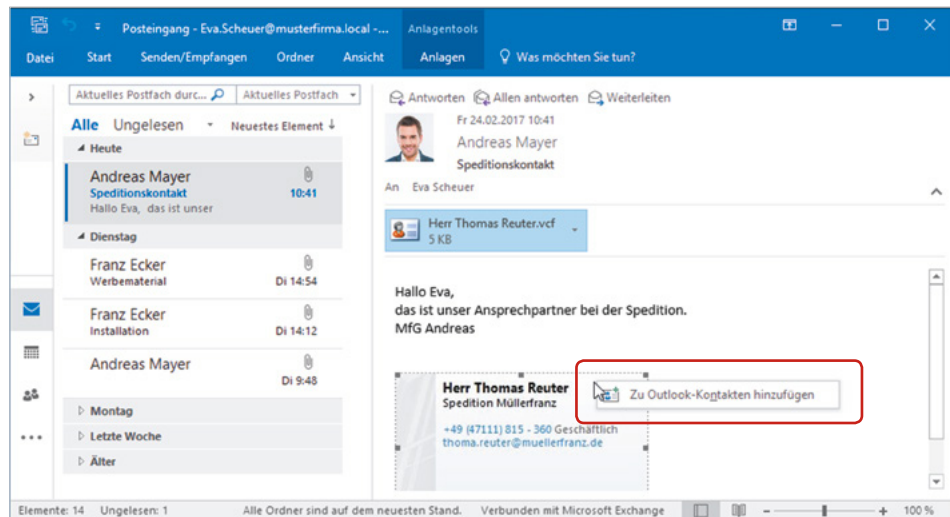 Posteingang - Eva.Scheuer@musterfirma.local -...
Anlagentools
Datei Start Senden/Empfangen Ordner Ansicht Anlagen Was möchten Sie tun?
Aktuelles Postfach durc... Aktuelles Postfach
Alle Ungelesen Neuestes Element ↓
Heute
Andreas Mayer
Speditionskontakt 10:41
Hallo Eva, das ist unser
Dienstag
Franz Ecker
Werbematerial Di 14:54
Franz Ecker
Installation Di 14:12
Andreas Mayer
Di 9:48
Montag
Letzte Woche
Älter
Antworten Allen antworten Weiterleiten
Fr 24.02.2017 10:41
Andreas Mayer
Speditionskontakt
An Eva Scheuer
Herr Thomas Reuter.vcf
5 KB
Hallo Eva,
das ist unser Ansprechpartner bei der Spedition.
MfG Andreas
Herr Thomas Reuter
Spedition Müllerfranz
+49 (47111) 815 - 360 Geschäftlich
thoma.reuter@muellerfranz.de
Zu Outlook-Kontakten hinzufügen
Elemente: 14 Ungelesen: 1 Alle Ordner sind auf dem neuesten Stand. Verbunden mit Microsoft Exchange 100 %